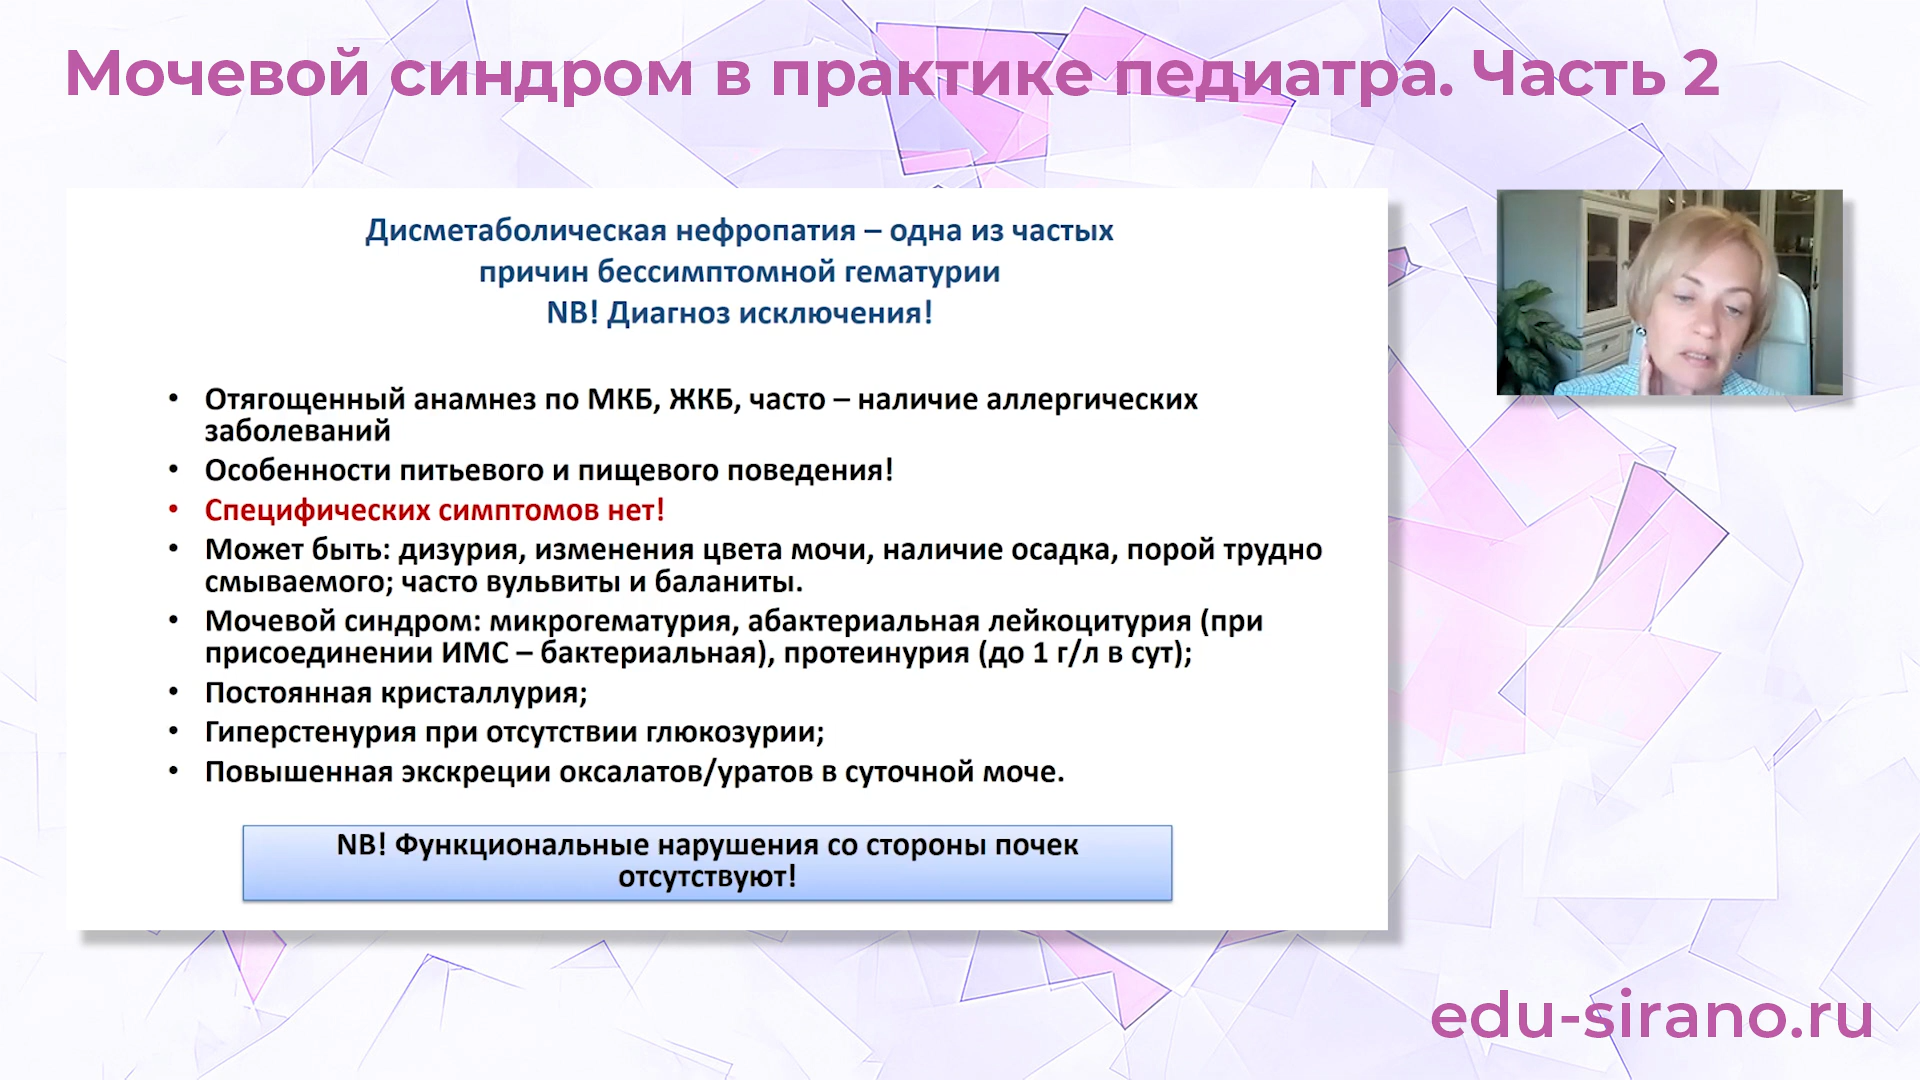 Мочевой синдром в практике педиатра. Часть 2
Дисметаболическая нефропатия – одна из частых
причин бессимптомной гематурии
NB! Диагноз исключения!
• Отягощенный анамнез по МКБ, ЖКБ, часто – наличие аллергических
заболеваний
• Особенности питьевого и пищевого поведения!
• Специфических симптомов нет!
• Может быть: дизурия, изменения цвета мочи, наличие осадка, порой трудно
смываемого; часто вульвиты и баланиты.
• Мочевой синдром: микрогематурия, абактериальная лейкоцитурия (при
присоединении ИМС – бактериальная), протеинурия (до 1 г/л в сут);
• Постоянная кристаллурия;
• Гиперстенурия при отсутствии глюкозурии;
• Повышенная экскреции оксалатов/уратов в суточной моче.
NB! Функциональные нарушения со стороны почек
отсутствуют!
edu-sirano.ru